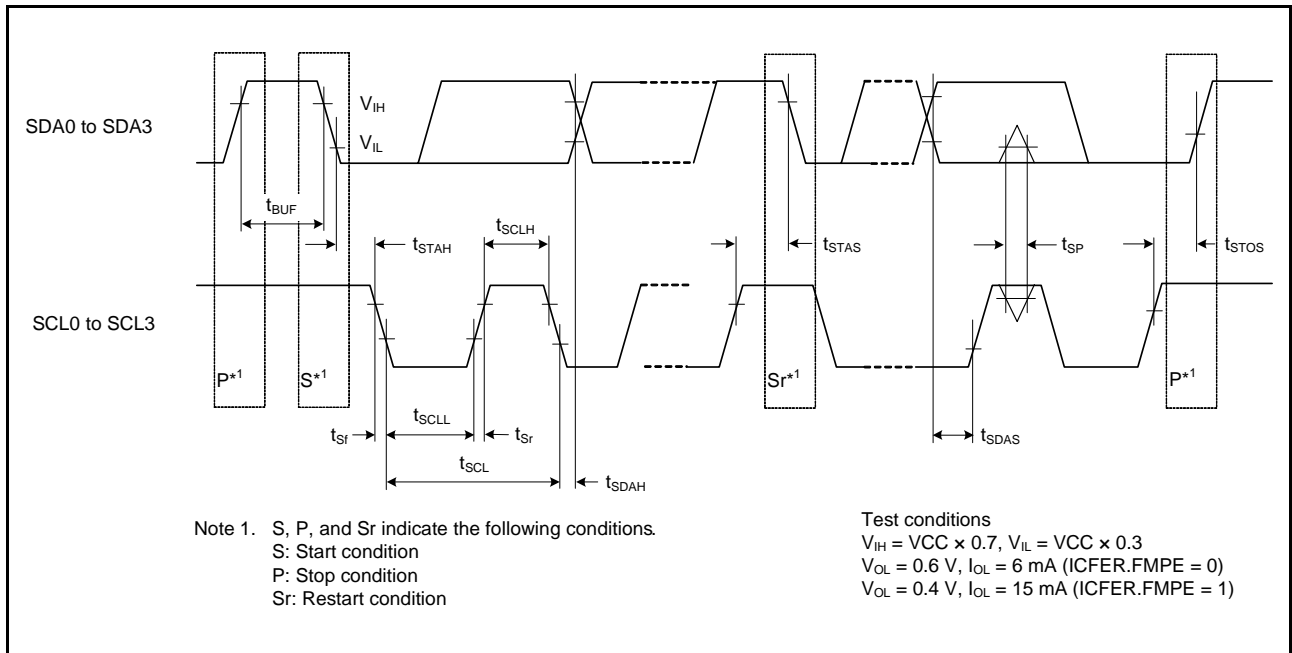 SDA0 to SDA3
VIH
VIL
tBUF
tSTAH
tSCLH
tSTAS
tSP
tSTOS
SCL0 to SCL3
P*1
S*1
Sr*1
P*1
tSf
tSCLL
tSr
tSDAS
tSCL
tSDAH
Note 1. S, P, and Sr indicate the following conditions.
S: Start condition
P: Stop condition
Sr: Restart condition
Test conditions
VIH = VCC × 0.7, VIL = VCC × 0.3
VOL = 0.6 V, IOL = 6 mA (ICFER.FMPE = 0)
VOL = 0.4 V, IOL = 15 mA (ICFER.FMPE = 1)